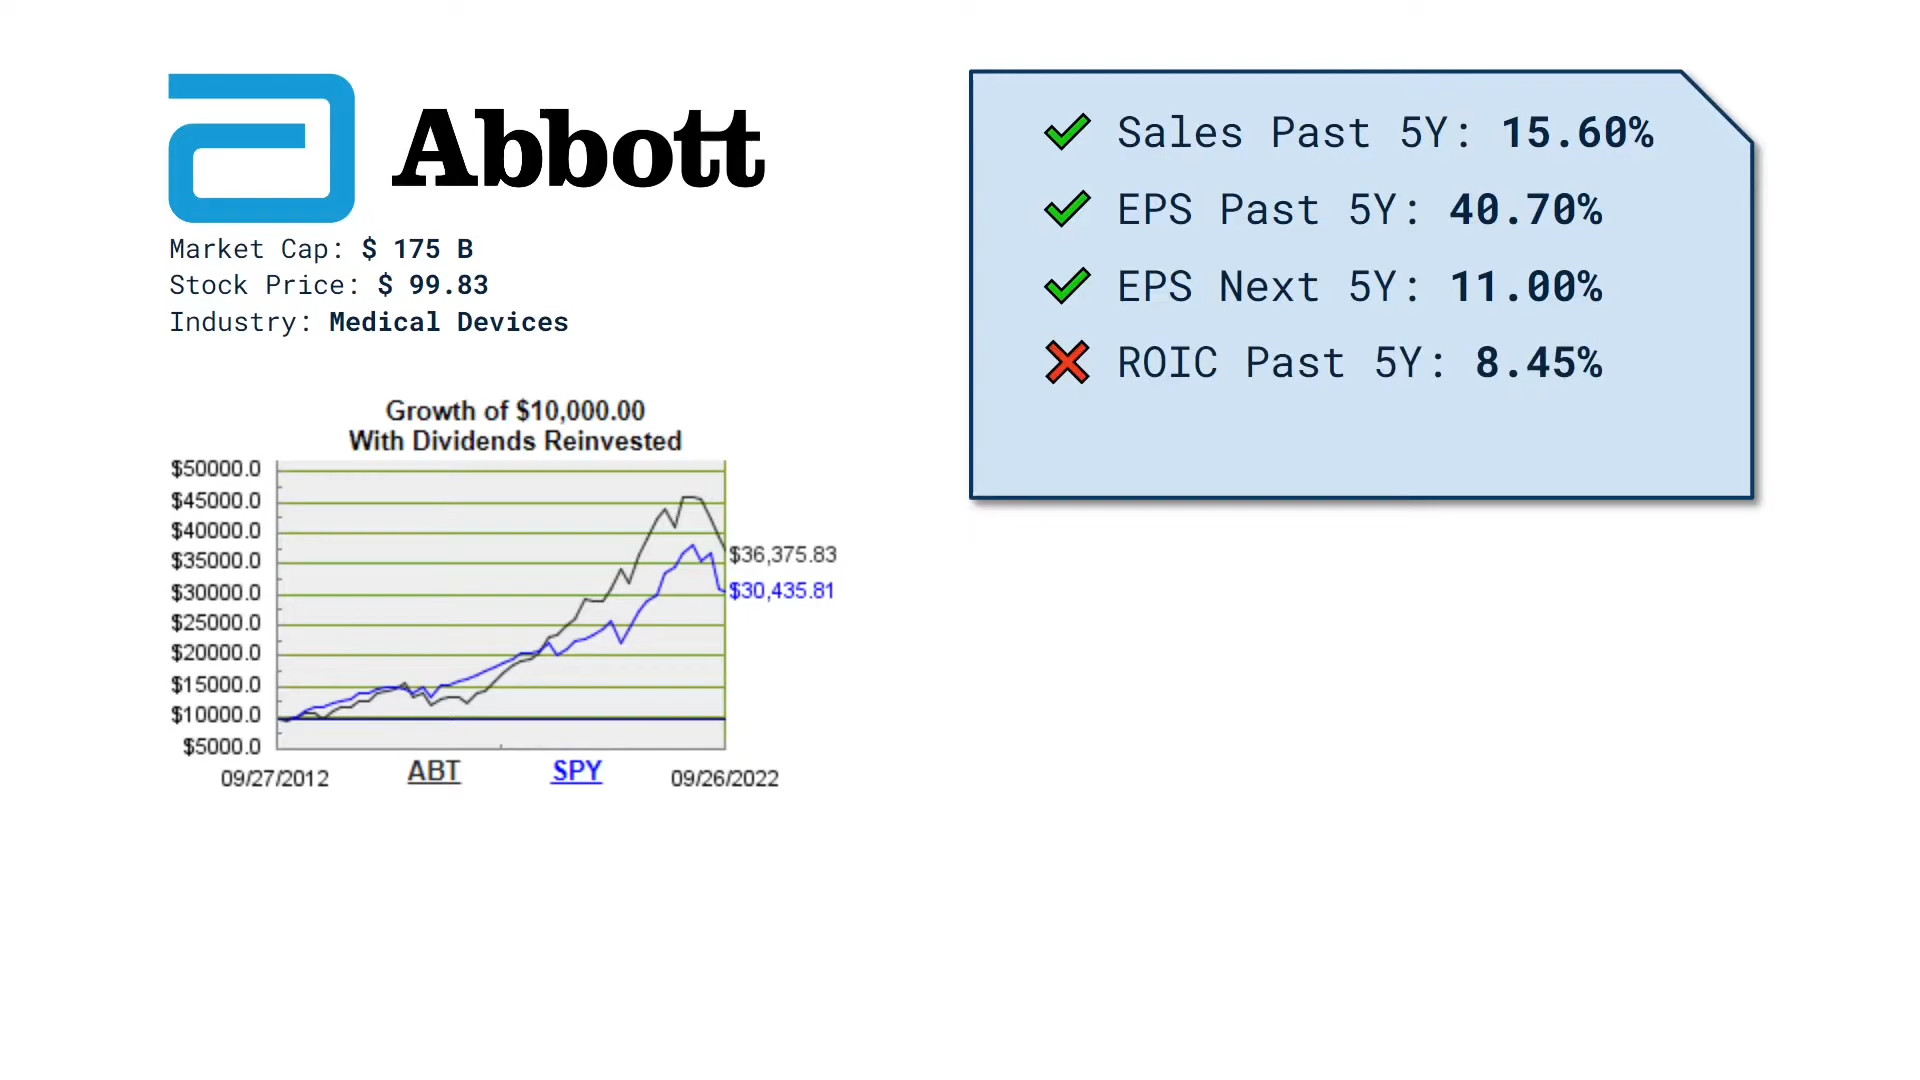 Abbott
Market Cap: $ 175 B
Stock Price: $ 99.83
Industry: Medical Devices
Growth of $10,000.00
With Dividends Reinvested
$50000.0
$45000.0
$40000.0
$35000.0
$30000.0
$25000.0
$20000.0
$15000.0
$10000.0
$5000.0
$36,375.83
$30,435.81
09/27/2012 ABT SPY 09/26/2022
Sales Past 5Y: 15.60%
EPS Past 5Y: 40.70%
EPS Next 5Y: 11.00%
ROIC Past 5Y: 8.45%